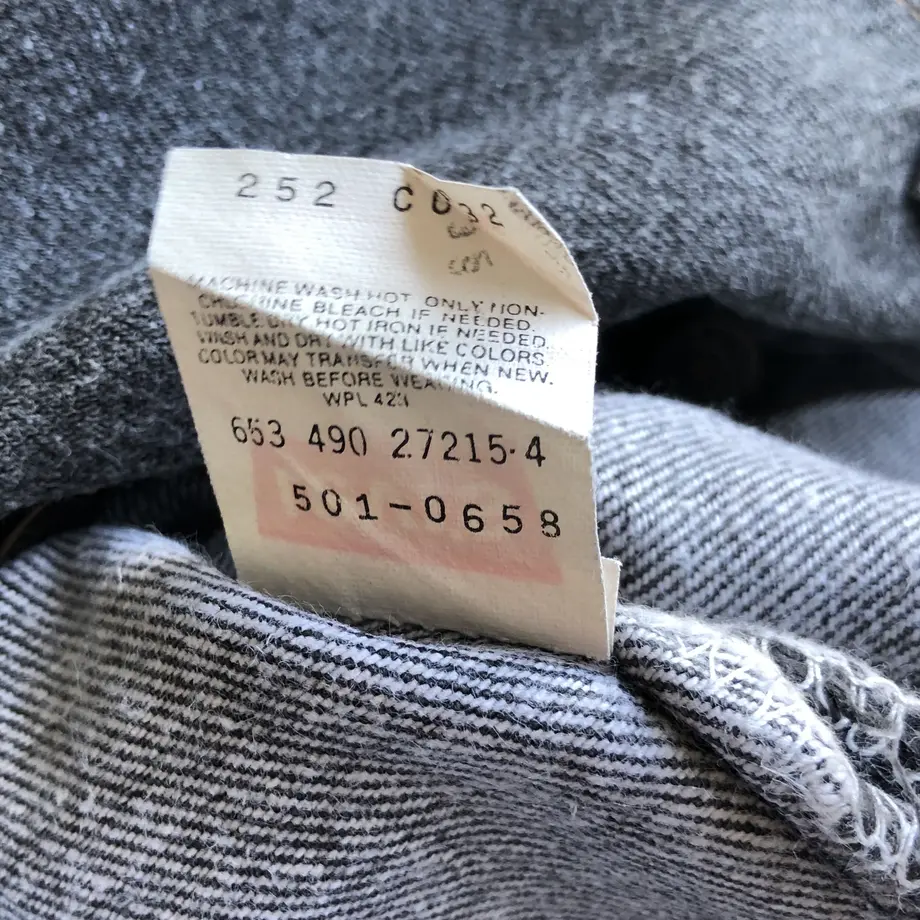 252 C032
MACHINE WASH HOT ONLY NON-
CHLORINE BLEACH IF NEEDED.
TUMBLE DRY HOT IRON IF NEEDED.
WASH AND DRY WITH LIKE COLORS.
COLOR MAY TRANSFER WHEN NEW.
WASH BEFORE WEARING.
WPL 423
653 490 27215·4
501-0658